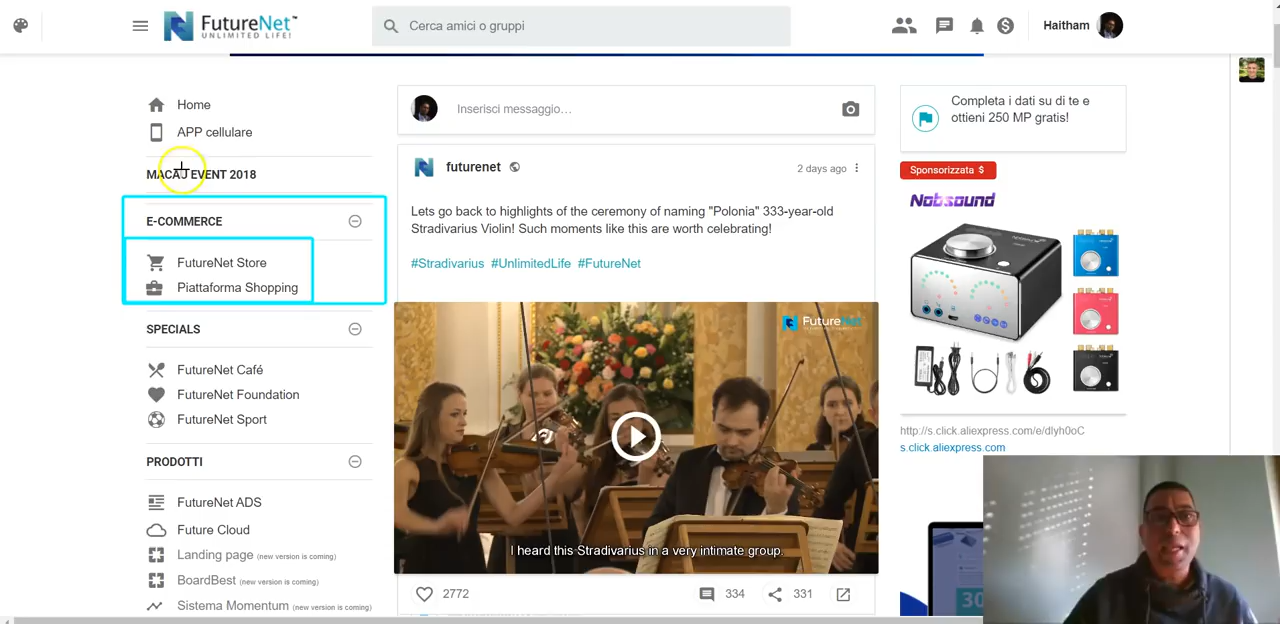 FutureNet™
UNLIMITED LIFE!
Cerca amici o gruppi
Haitham
Home
APP cellulare
MACAU EVENT 2018
E-COMMERCE
FutureNet Store
Piattaforma Shopping
SPECIALS
FutureNet Café
FutureNet Foundation
FutureNet Sport
PRODOTTI
FutureNet ADS
Future Cloud
Landing page (new version is coming)
BoardBest (new version is coming)
Sistema Momentum (new version is coming)
Inserisci messaggio...
futurenet
2 days ago
Lets go back to highlights of the ceremony of naming "Polonia" 333-year-old
Stradivarius Violin! Such moments like this are worth celebrating!
#Stradivarius #UnlimitedLife #FutureNet
FutureNet
I heard this Stradivarius in a very intimate group.
2772
334
331
Completa i dati su di te e
ottieni 250 MP gratis!
Sponsorizzata $
Nobsound
http://s.click.aliexpress.com/e/dlyh0oC
s.click.aliexpress.com
30